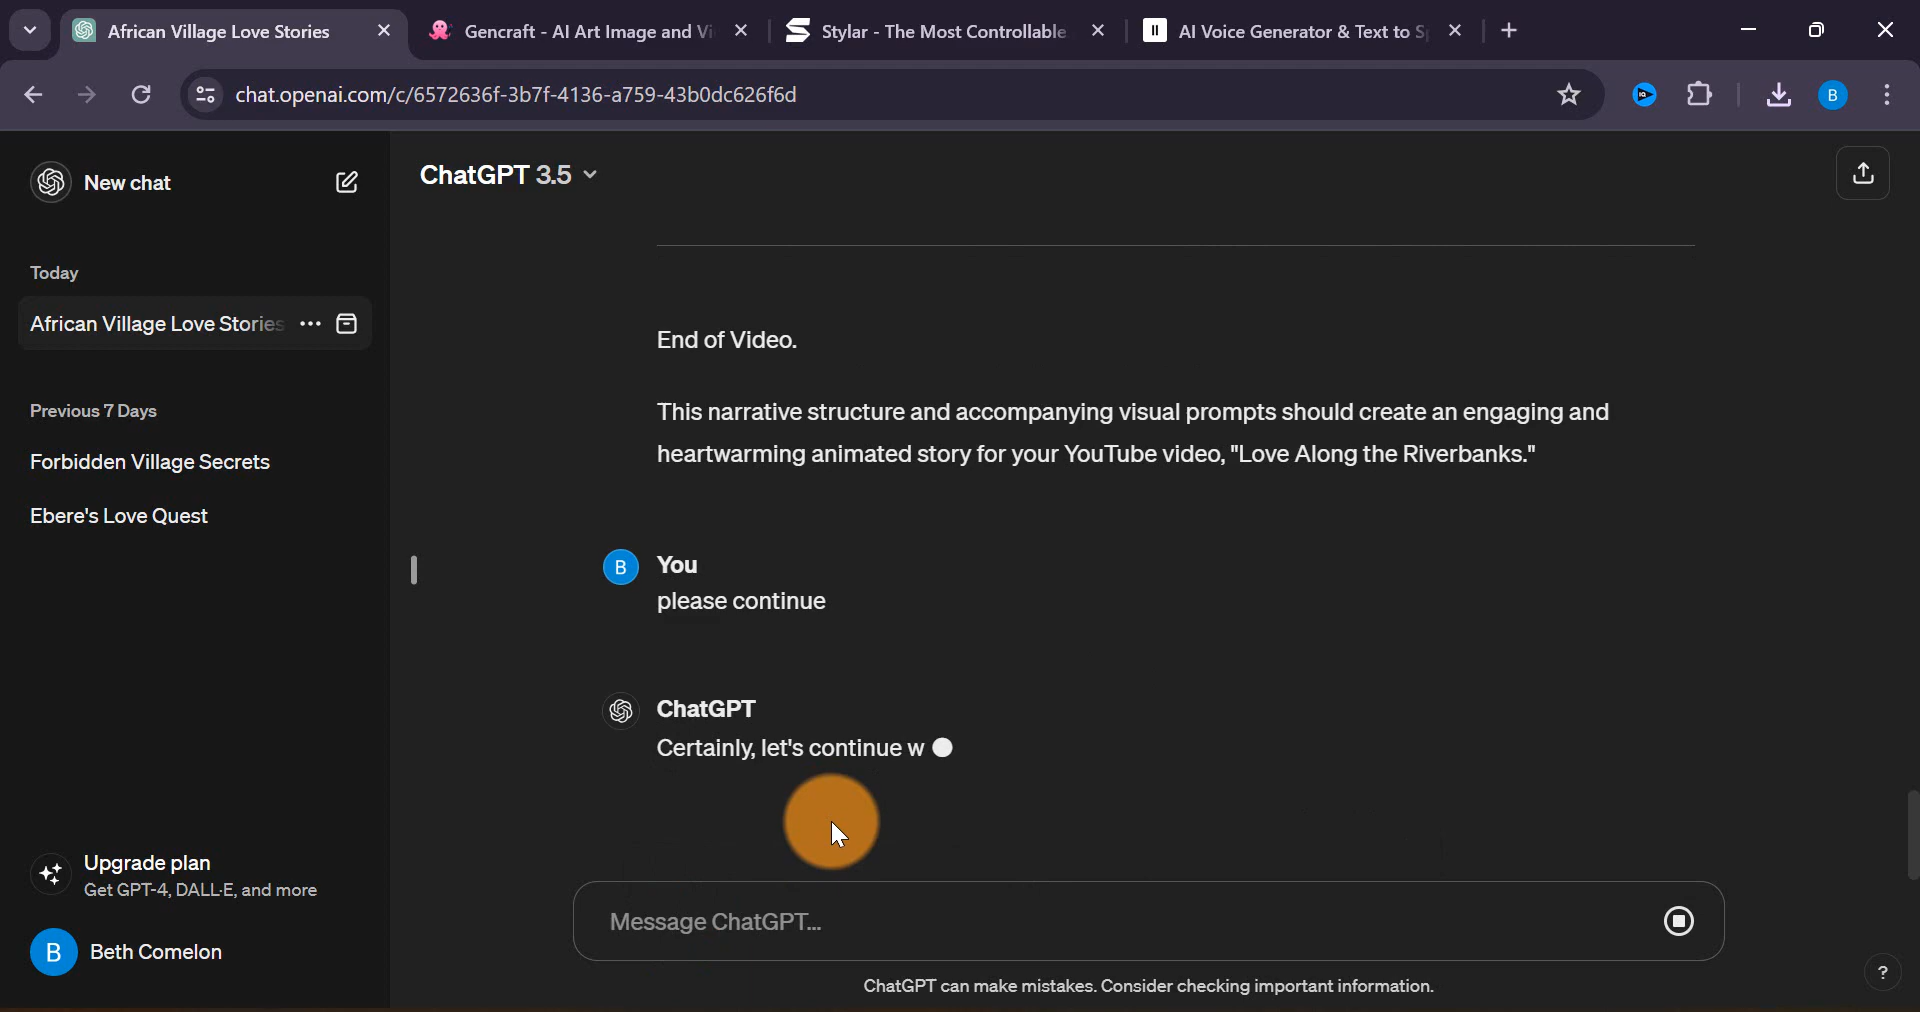 African Village Love Stories
Gencraft - AI Art Image and Vi
Stylar - The Most Controllable
AI Voice Generator & Text to Sp
chat.openai.com/c/6572636f-3b7f-4136-a759-43b0dc626f6d
B
New chat
ChatGPT 3.5
Today
African Village Love Stories
Previous 7 Days
Forbidden Village Secrets
Ebere's Love Quest
End of Video.
This narrative structure and accompanying visual prompts should create an engaging and
heartwarming animated story for your YouTube video, "Love Along the Riverbanks."
B
You
please continue
ChatGPT
Certainly, let's continue w
Upgrade plan
Get GPT-4, DALL·E, and more
B
Beth Comelon
Message ChatGPT...
ChatGPT can make mistakes. Consider checking important information.
?